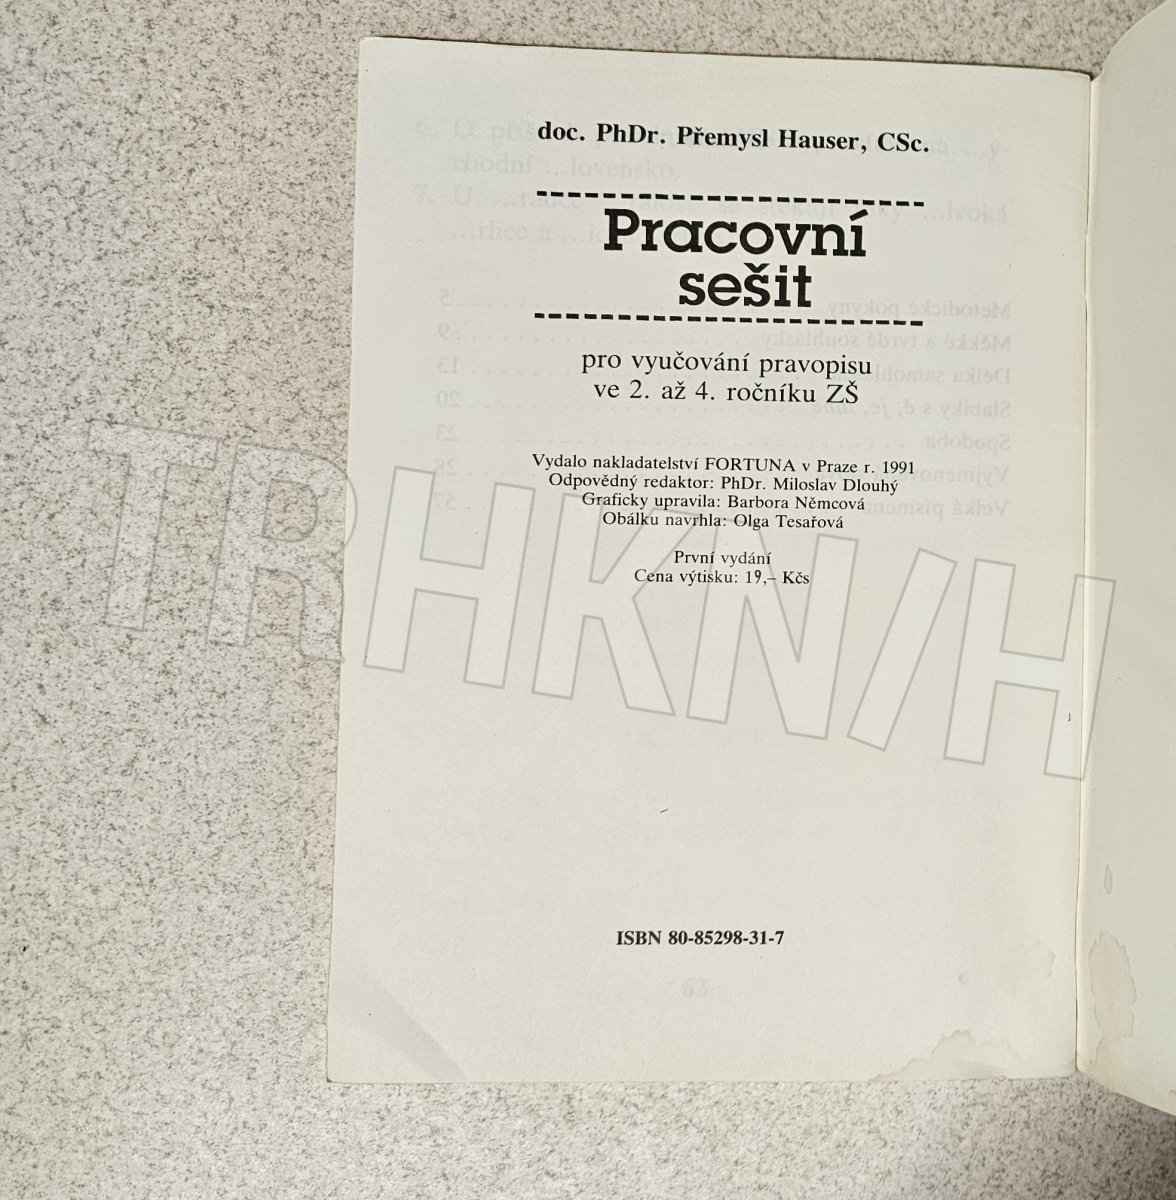 doc. PhDr. Přemysl Hauser, CSc.
Pracovní
sešit
pro vyučování pravopisu
ve 2. až 4. ročníku ZŠ
Vydalo nakladatelství FORTUNA v Praze r. 1991
Odpovědný redaktor: PhDr. Miloslav Dlouhý
Graficky upravila: Barbora Němcová
Obálku navrhla: Olga Tesařová
První vydání
Cena výtisku: 19,– Kčs
TRHKN/H
ISBN 80-85298-31-7